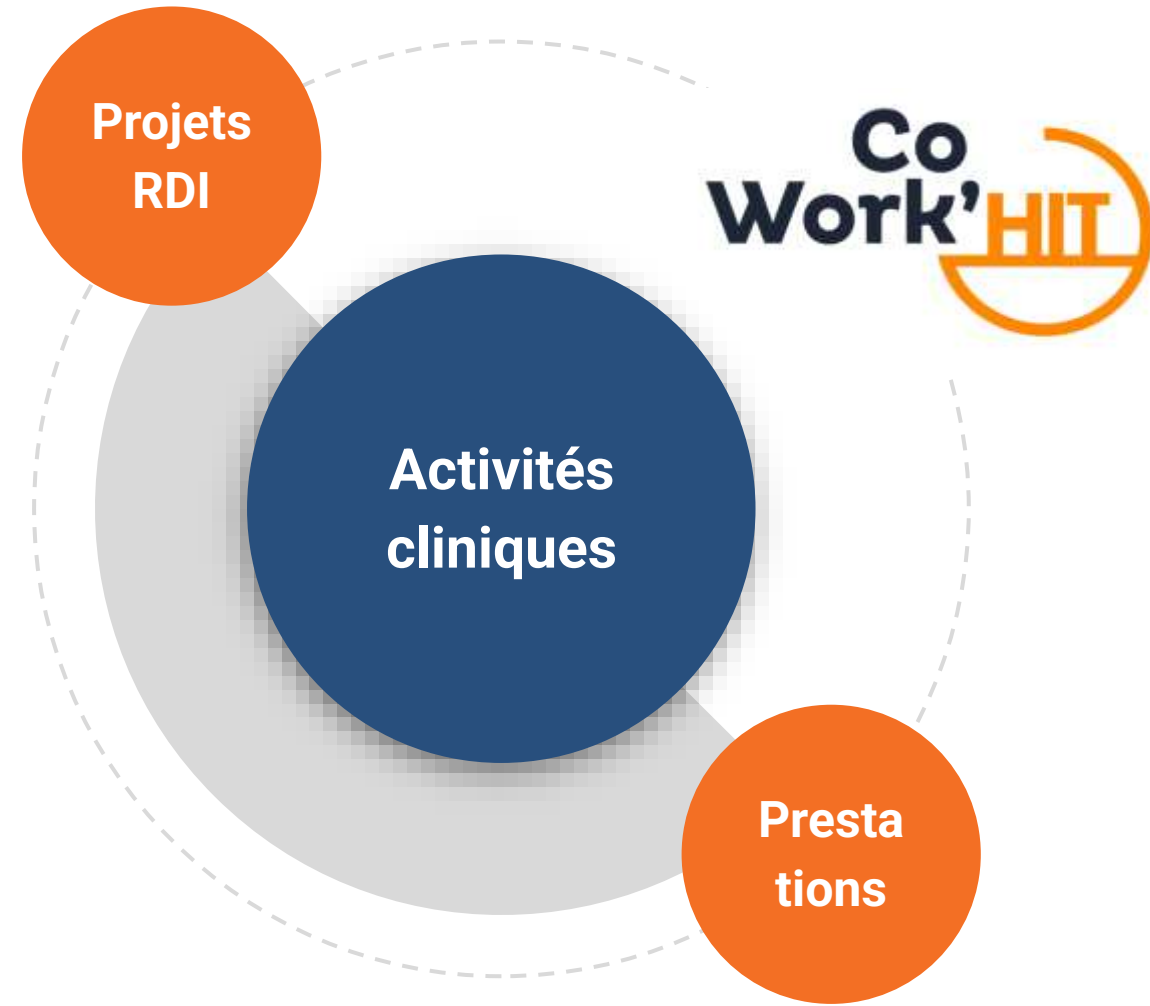 Projets
RDI
Co
Work'HIT
Activités
cliniques
Presta
tions